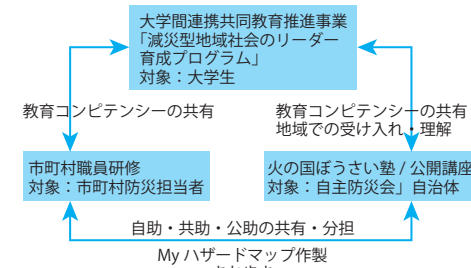 大学間連携共同教育推進事業
「減災型地域社会のリーダー
育成プログラム」
対象：大学生
教育コンピテンシーの共有
教育コンピテンシーの共有
地域での受け入れ・理解
市町村職員研修
対象：市町村防災担当者
火の国ぼうさい塾 / 公開講座
対象：自主防災会」自治体
自助・共助・公助の共有・分担
My ハザードマップ作製